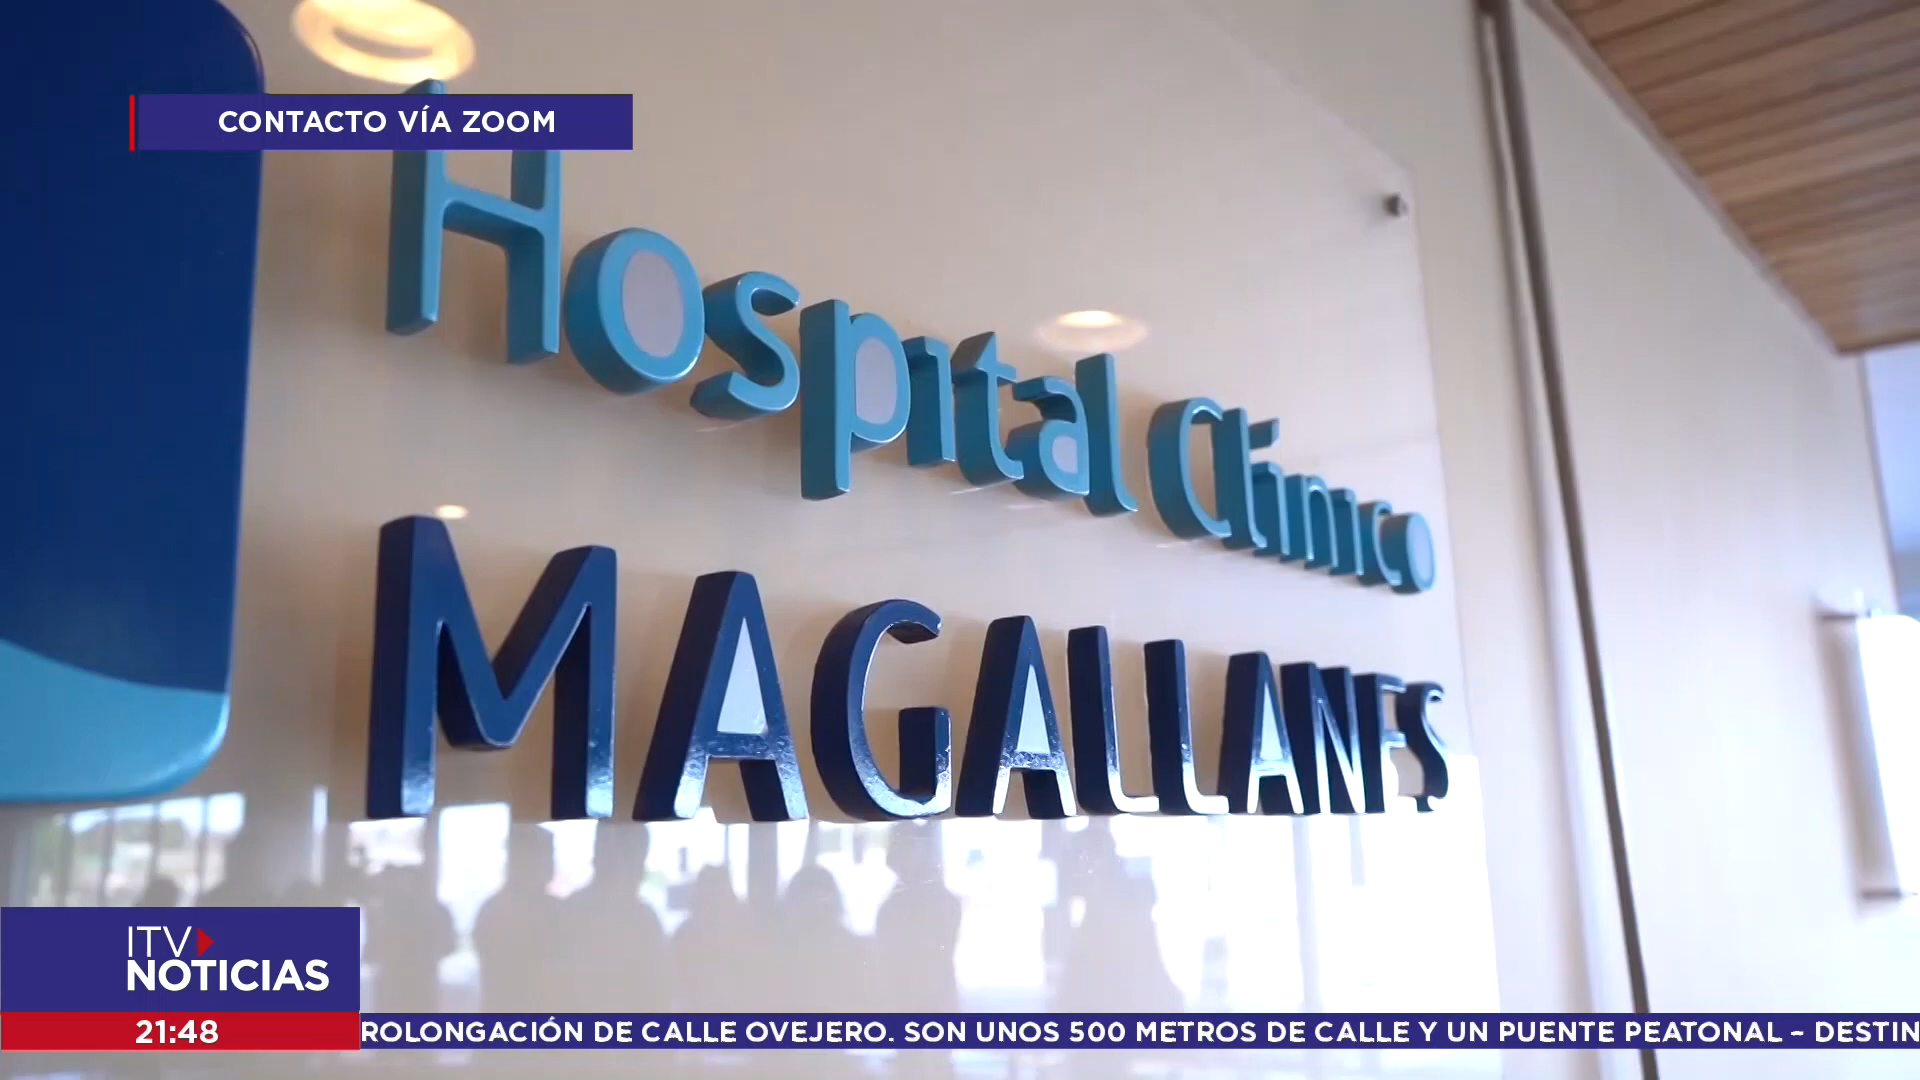 CONTACTO VÍA ZOOM
Hospital Clínico
MAGALLANES
ITV
NOTICIAS
21:48
ROLONGACIÓN DE CALLE OVEJERO. SON UNOS 500 METROS DE CALLE Y UN PUENTE PEATONAL - DESTIN